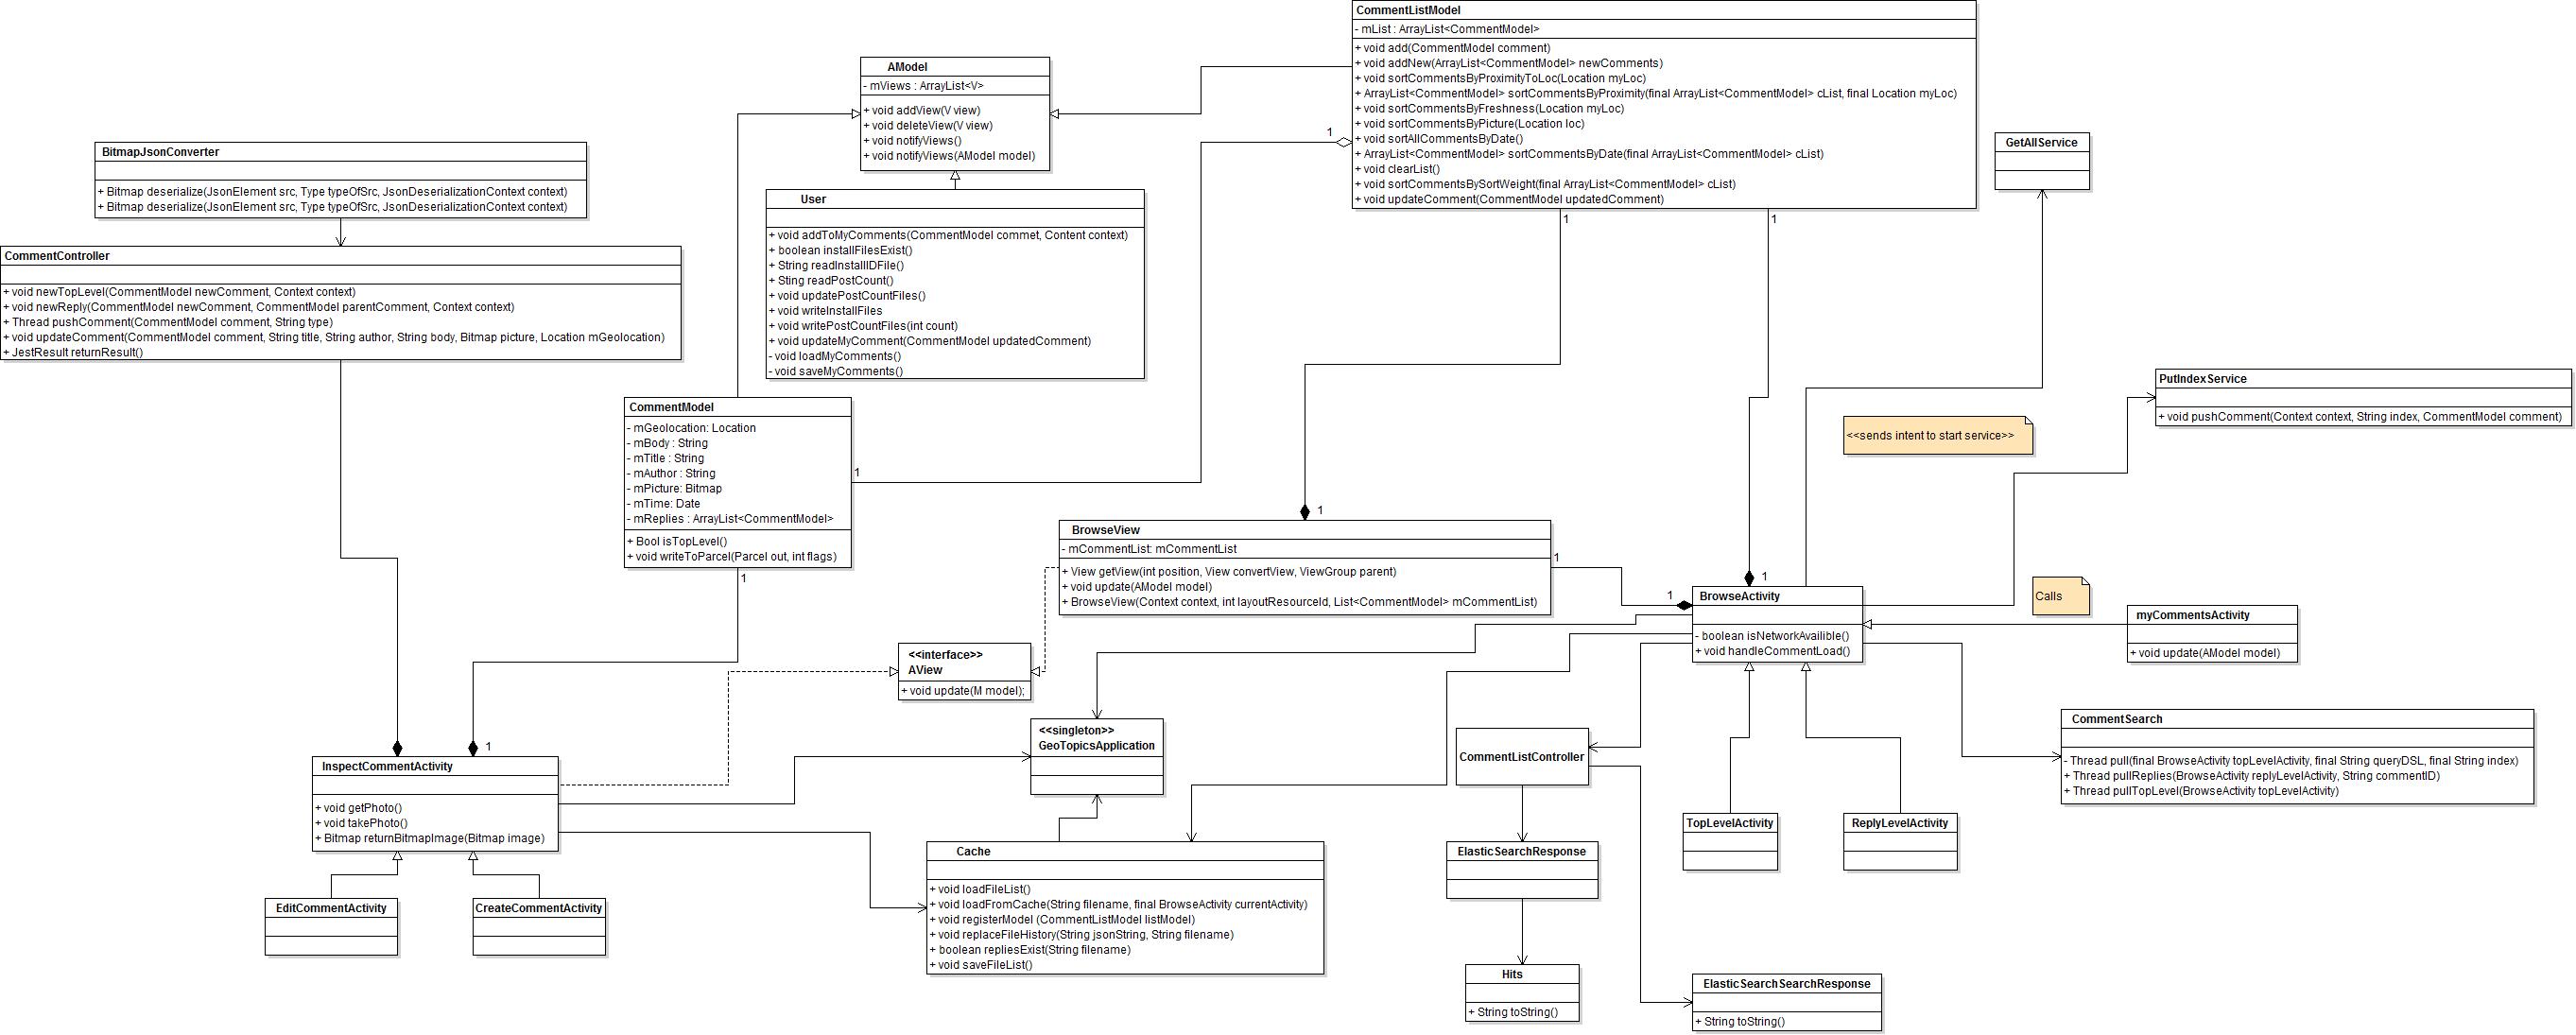 CommentListModel
- mList : ArrayList<CommentModel>
+ void add(CommentModel comment)
+ void addNew(ArrayList<CommentModel> newComments)
+ void sortCommentsByProximityToLoc(Location myLoc)
+ ArrayList<CommentModel> sortCommentsByProximity(final ArrayList<CommentModel> cList, final Location myLoc)
+ void sortCommentsByFreshness(Location myLoc)
+ void sortCommentsByPicture(Location loc)
+ void sortAllCommentsByDate()
+ ArrayList<CommentModel> sortCommentsByDate(final ArrayList<CommentModel> cList)
+ void clearList()
+ void sortCommentsBySortWeight(final ArrayList<CommentModel> cList)
+ void updateComment(CommentModel updatedComment)
1
1
1
AModel
- mViews : ArrayList<V>
+ void addView(V view)
+ void deleteView(V view)
+ void notifyViews()
+ void notifyViews(AModel model)
GetAllService
BitmapJsonConverter
+ Bitmap deserialize(JsonElement src, Type typeOfSrc, JsonDeserializationContext context)
+ Bitmap deserialize(JsonElement src, Type typeOfSrc, JsonDeserializationContext context)
User
+ void addToMyComments(CommentModel commet, Content context)
+ boolean installFilesExist()
+ String readInstallIDFile()
+ Sting readPostCount()
+ void updatePostCountFiles()
+ void writeInstallFiles
+ void writePostCountFiles(int count)
+ void updateMyComment(CommentModel updatedComment)
- void loadMyComments()
- void saveMyComments()
CommentController
+ void newTopLevel(CommentModel newComment, Context context)
+ void newReply(CommentModel newComment, CommentModel parentComment, Context context)
+ Thread pushComment(CommentModel comment, String type)
+ void updateComment(CommentModel comment, String title, String author, String body, Bitmap picture, Location mGeolocation)
+ JestResult returnResult()
PutIndexService
+ void pushComment(Context context, String index, CommentModel comment)
<<sends intent to start service>>
CommentModel
- mGeolocation: Location
- mBody : String
- mTitle : String
- mAuthor : String
- mPicture: Bitmap
- mTime: Date
- mReplies : ArrayList<CommentModel>
+ Bool isTopLevel()
+ void writeToParcel(Parcel out, int flags)
1
1
1
BrowseView
- mCommentList: mCommentList
+ View getView(int position, View convertView, ViewGroup parent)
+ void update(AModel model)
+ BrowseView(Context context, int layoutResourceId, List<CommentModel> mCommentList)
1
1
1
BrowseActivity
- boolean isNetworkAvailible()
+ void handleCommentLoad()
Calls
myCommentsActivity
+ void update(AModel model)
<<interface>>
AView
+ void update(M model);
<<singleton>>
GeoTopicsApplication
CommentListController
CommentSearch
- Thread pull(final BrowseActivity topLevelActivity, final String queryDSL, final String index)
+ Thread pullReplies(BrowseActivity replyLevelActivity, String commentID)
+ Thread pullTopLevel(BrowseActivity topLevelActivity)
1
InspectCommentActivity
+ void getPhoto()
+ void takePhoto()
+ Bitmap returnBitmapImage(Bitmap image)
TopLevelActivity
ReplyLevelActivity
Cache
+ void loadFileList()
+ void loadFromCache(String filename, final BrowseActivity currentActivity)
+ void registerModel (CommentListModel listModel)
+ void replaceFileHistory(String jsonString, String filename)
+ boolean repliesExist(String filename)
+ void saveFileList()
ElasticSearchResponse
EditCommentActivity
CreateCommentActivity
Hits
+ String toString()
ElasticSearchSearchResponse
+ String toString()